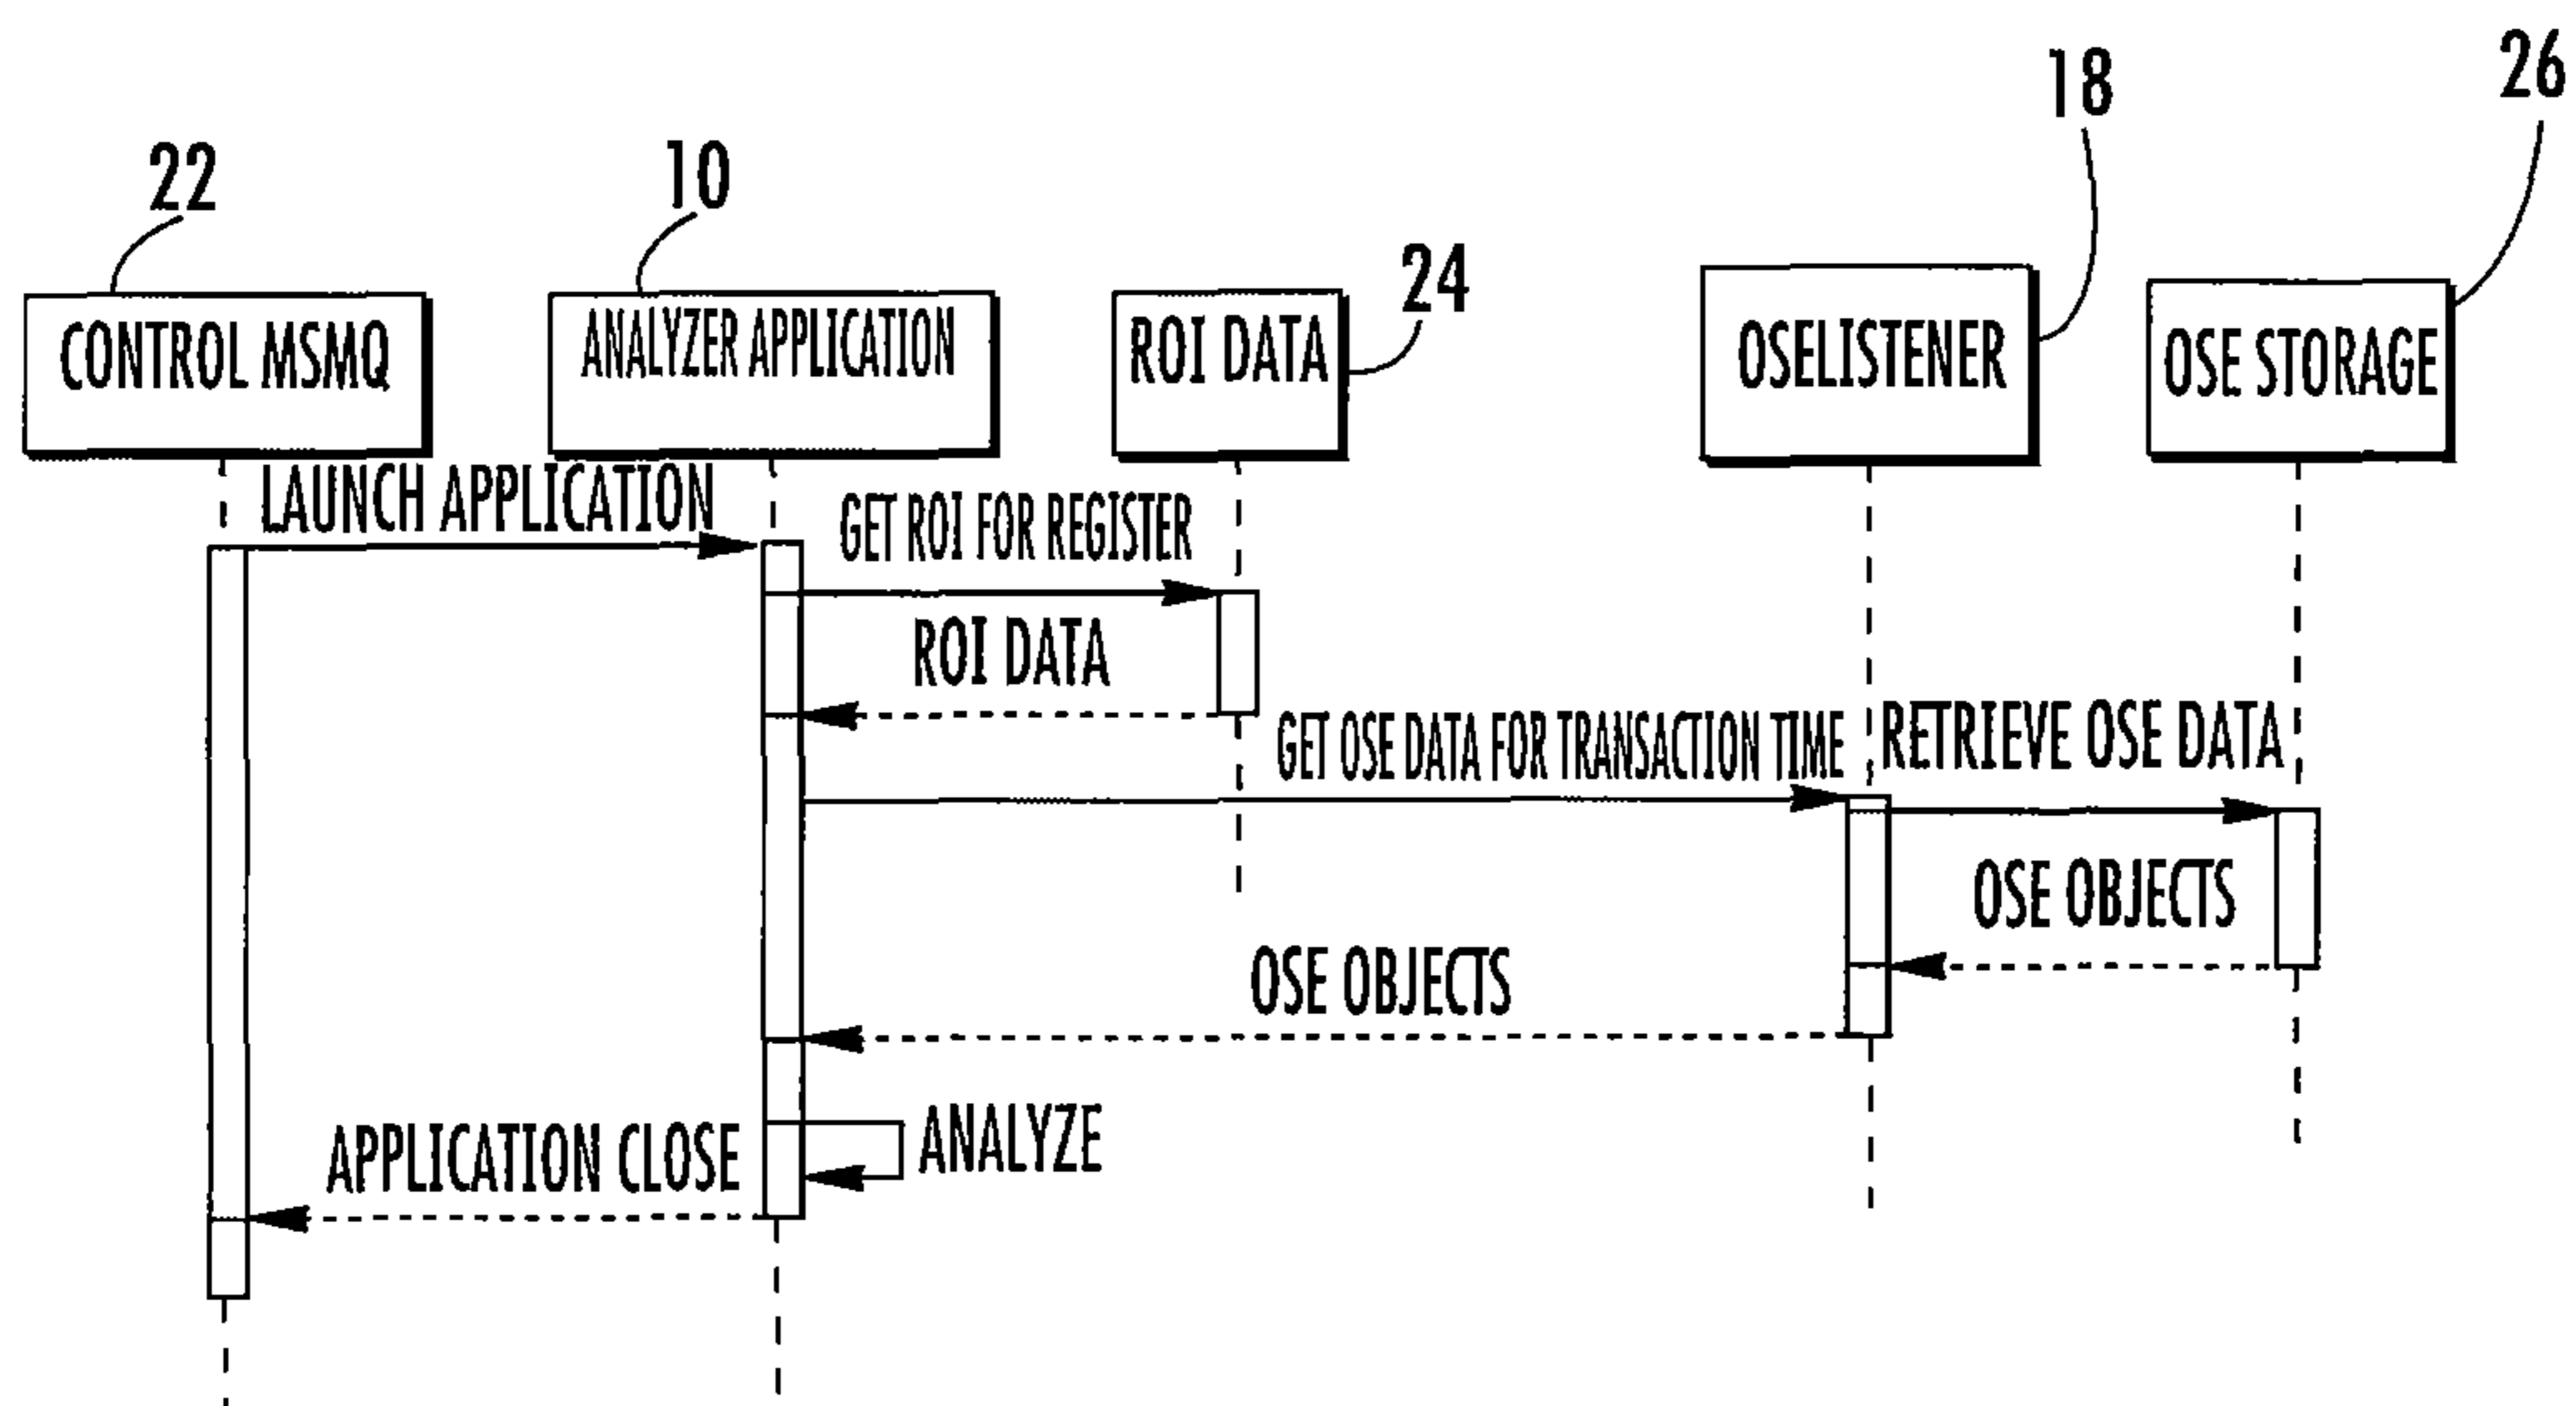 26
18
22
10
24
CONTROL MSMQ
ANALYZER APPLICATION
ROI DATA
OSELISTENER
OSE STORAGE
LAUNCH APPLICATION
GET ROI FOR REGISTER
ROI DATA
GET OSE DATA FOR TRANSACTION TIME
RETRIEVE OSE DATA
OSE OBJECTS
OSE OBJECTS
ANALYZE
APPLICATION CLOSE